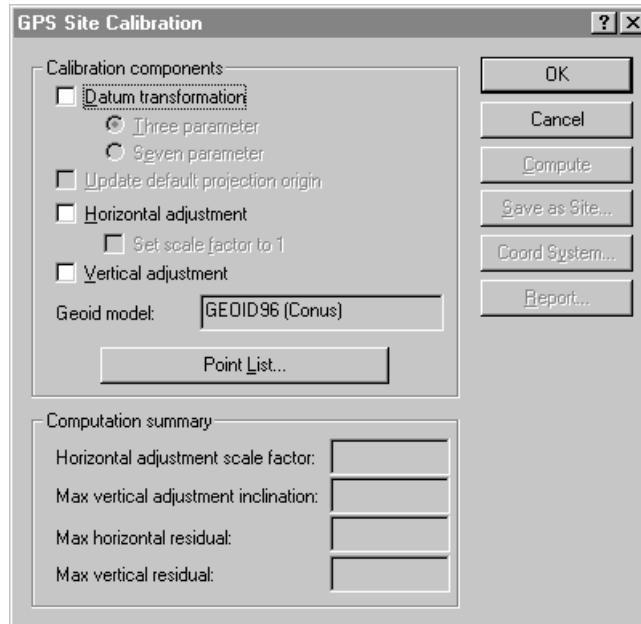 GPS Site Calibration
Calibration components
Datum transformation
Three parameter
Seven parameter
Update default projection origin
Horizontal adjustment
Set scale factor to 1
Vertical adjustment
Geoid model: GEOID96 (Conus)
Point List...
OK
Cancel
Compute
Save as Site...
Coord System...
Report...
Computation summary
Horizontal adjustment scale factor:
Max vertical adjustment inclination:
Max horizontal residual:
Max vertical residual: